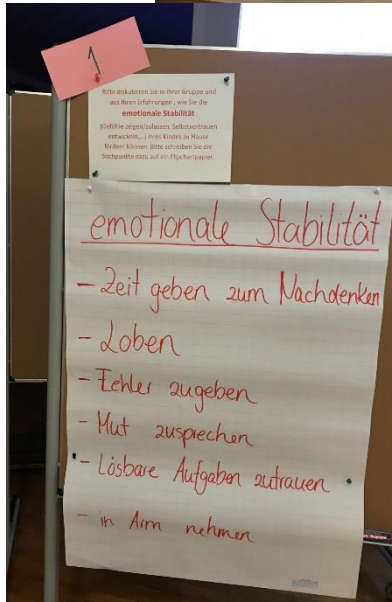 1
Bitte diskutieren Sie in Ihrer Gruppe und
aus Ihren Erfahrungen , wie Sie die
emotionale Stabilität
(Gefühle zeigen/zulassen, Selbstvertrauen
entwickeln,..) Ihres Kindes zu Hause
fördern können. Bitte schreiben Sie die
Stichpunkte dazu auf ein Flipchartpapier.
emotionale Stabilität
- Zeit geben zum Nachdenken
- Loben
- Fehler zugeben
- Mut zusprechen
- Lösbare Aufgaben zutrauen
- in Arm nehmen